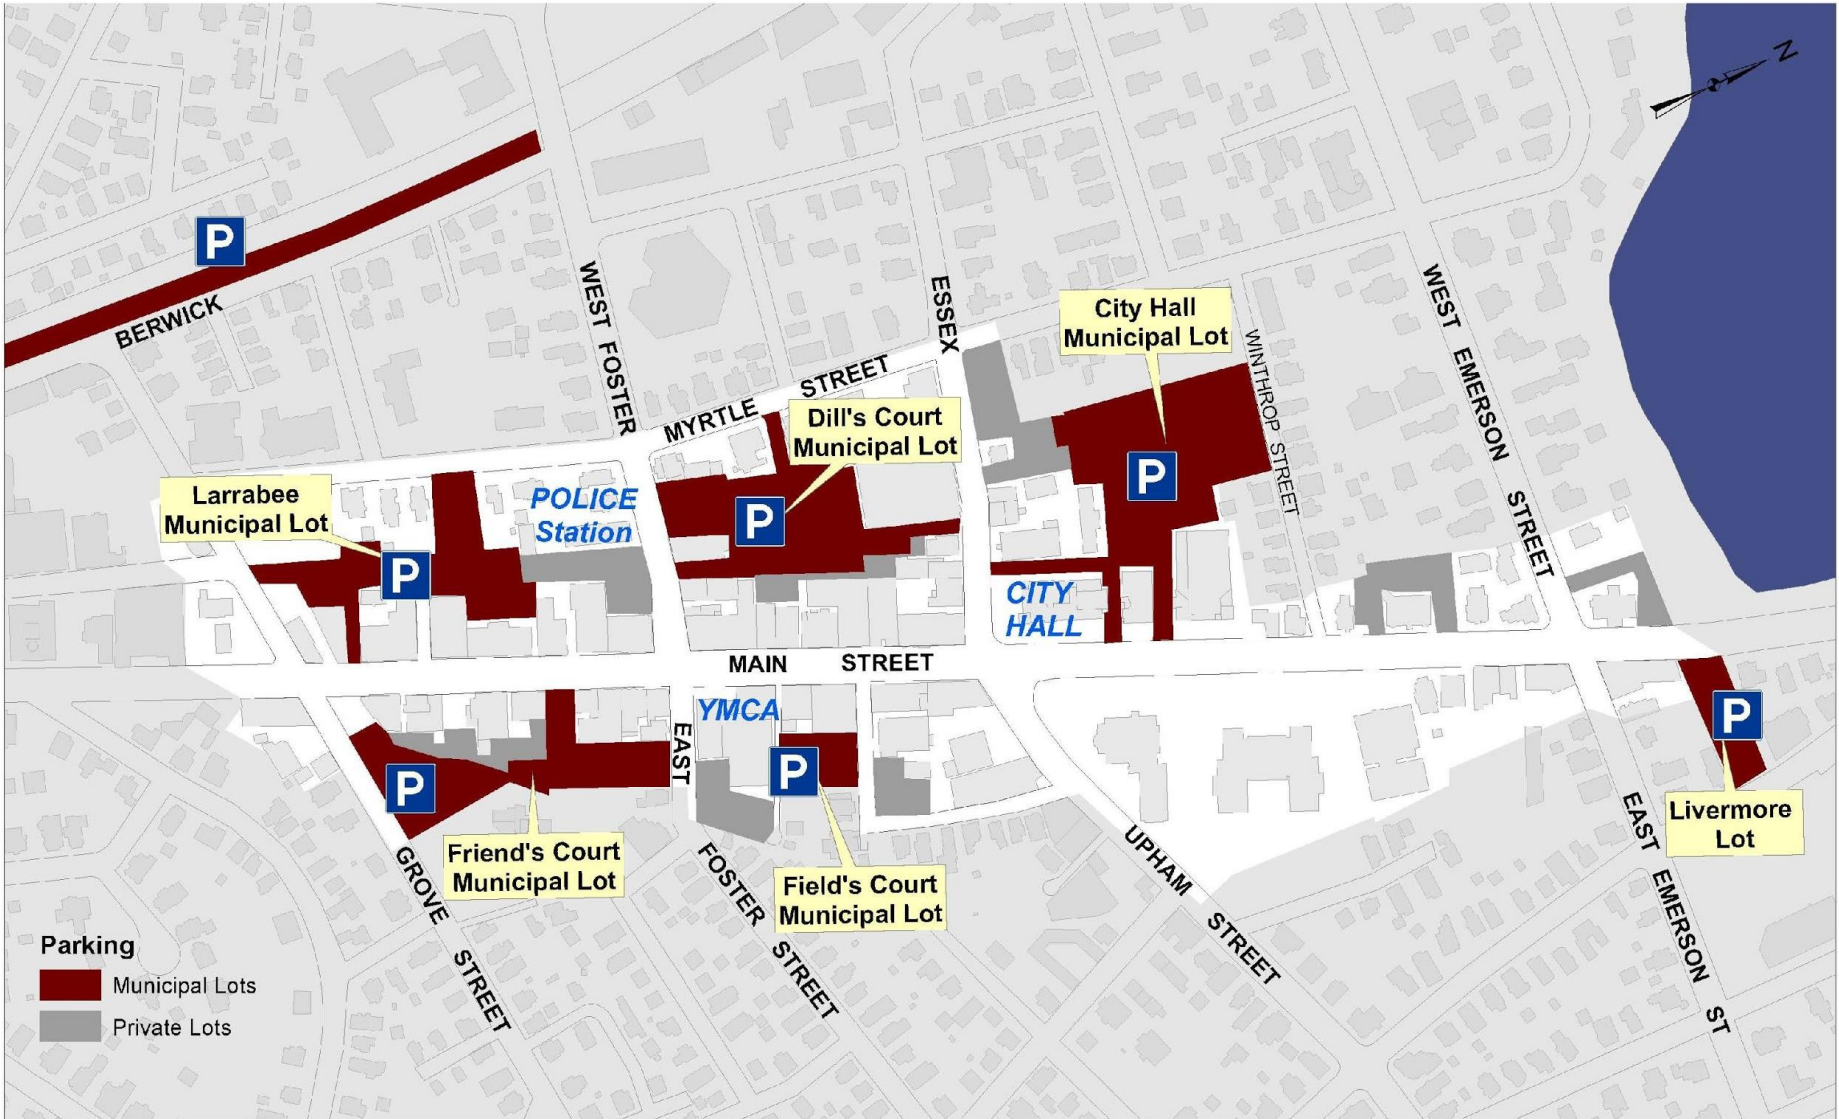 N
P
BERWICK
WEST FOSTER
ESSEX
MYRTLE STREET
City Hall
Municipal Lot
WINTHROP STREET
WEST EMERSON STREET
Dill's Court
Municipal Lot
P
P
Larrabee
Municipal Lot
P
POLICE
Station
CITY
HALL
MAIN STREET
YMCA
EAST
FOSTER STREET
P
P
P
Friend's Court
Municipal Lot
Field's Court
Municipal Lot
Livermore
Lot
GROVE STREET
UPHAM STREET
EAST EMERSON ST
Parking
Municipal Lots
Private Lots